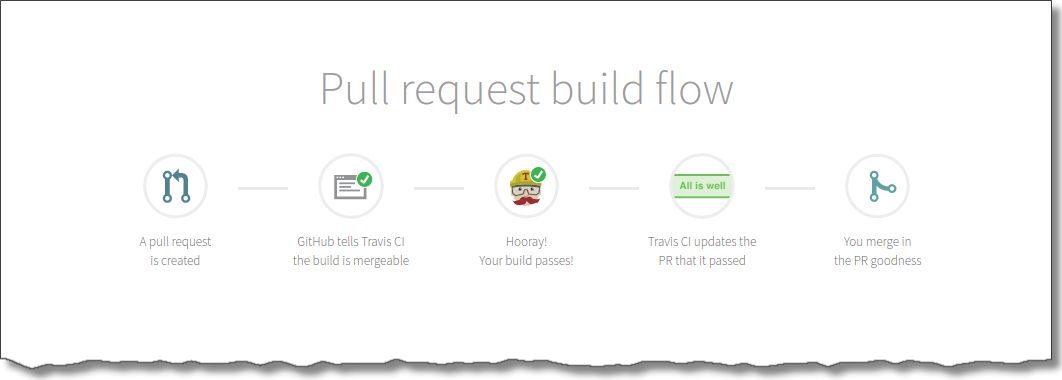 Pull request build flow
T
All is well
A pull request
is created
GitHub tells Travis CI
the build is mergeable
Hooray!
Your build passes!
Travis CI updates the
PR that it passed
You merge in
the PR goodness